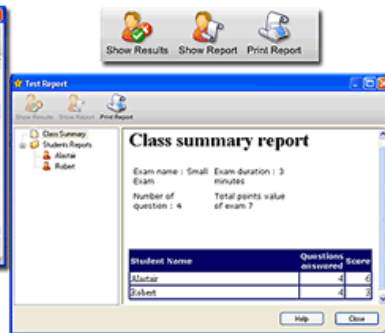 Show Results Show Report Print Report
Test Report
Show Results Show Report Print Report
Class Summary
Students Reports
Alastair
Robert
Class summary report
Exam name : Small Exam duration : 3
Exam minutes
Number of Total points value
question : 4 of exam 7
Student Name Questions answered Score
Alastair 4 6
Robert 4 3
Help Close